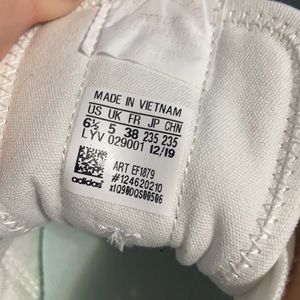 MADE IN VIETNAM
US UK FR JP CHN
6½ 5 38 235 235
LYV 029001 12/19
ART EF1879
#124620210
adidas